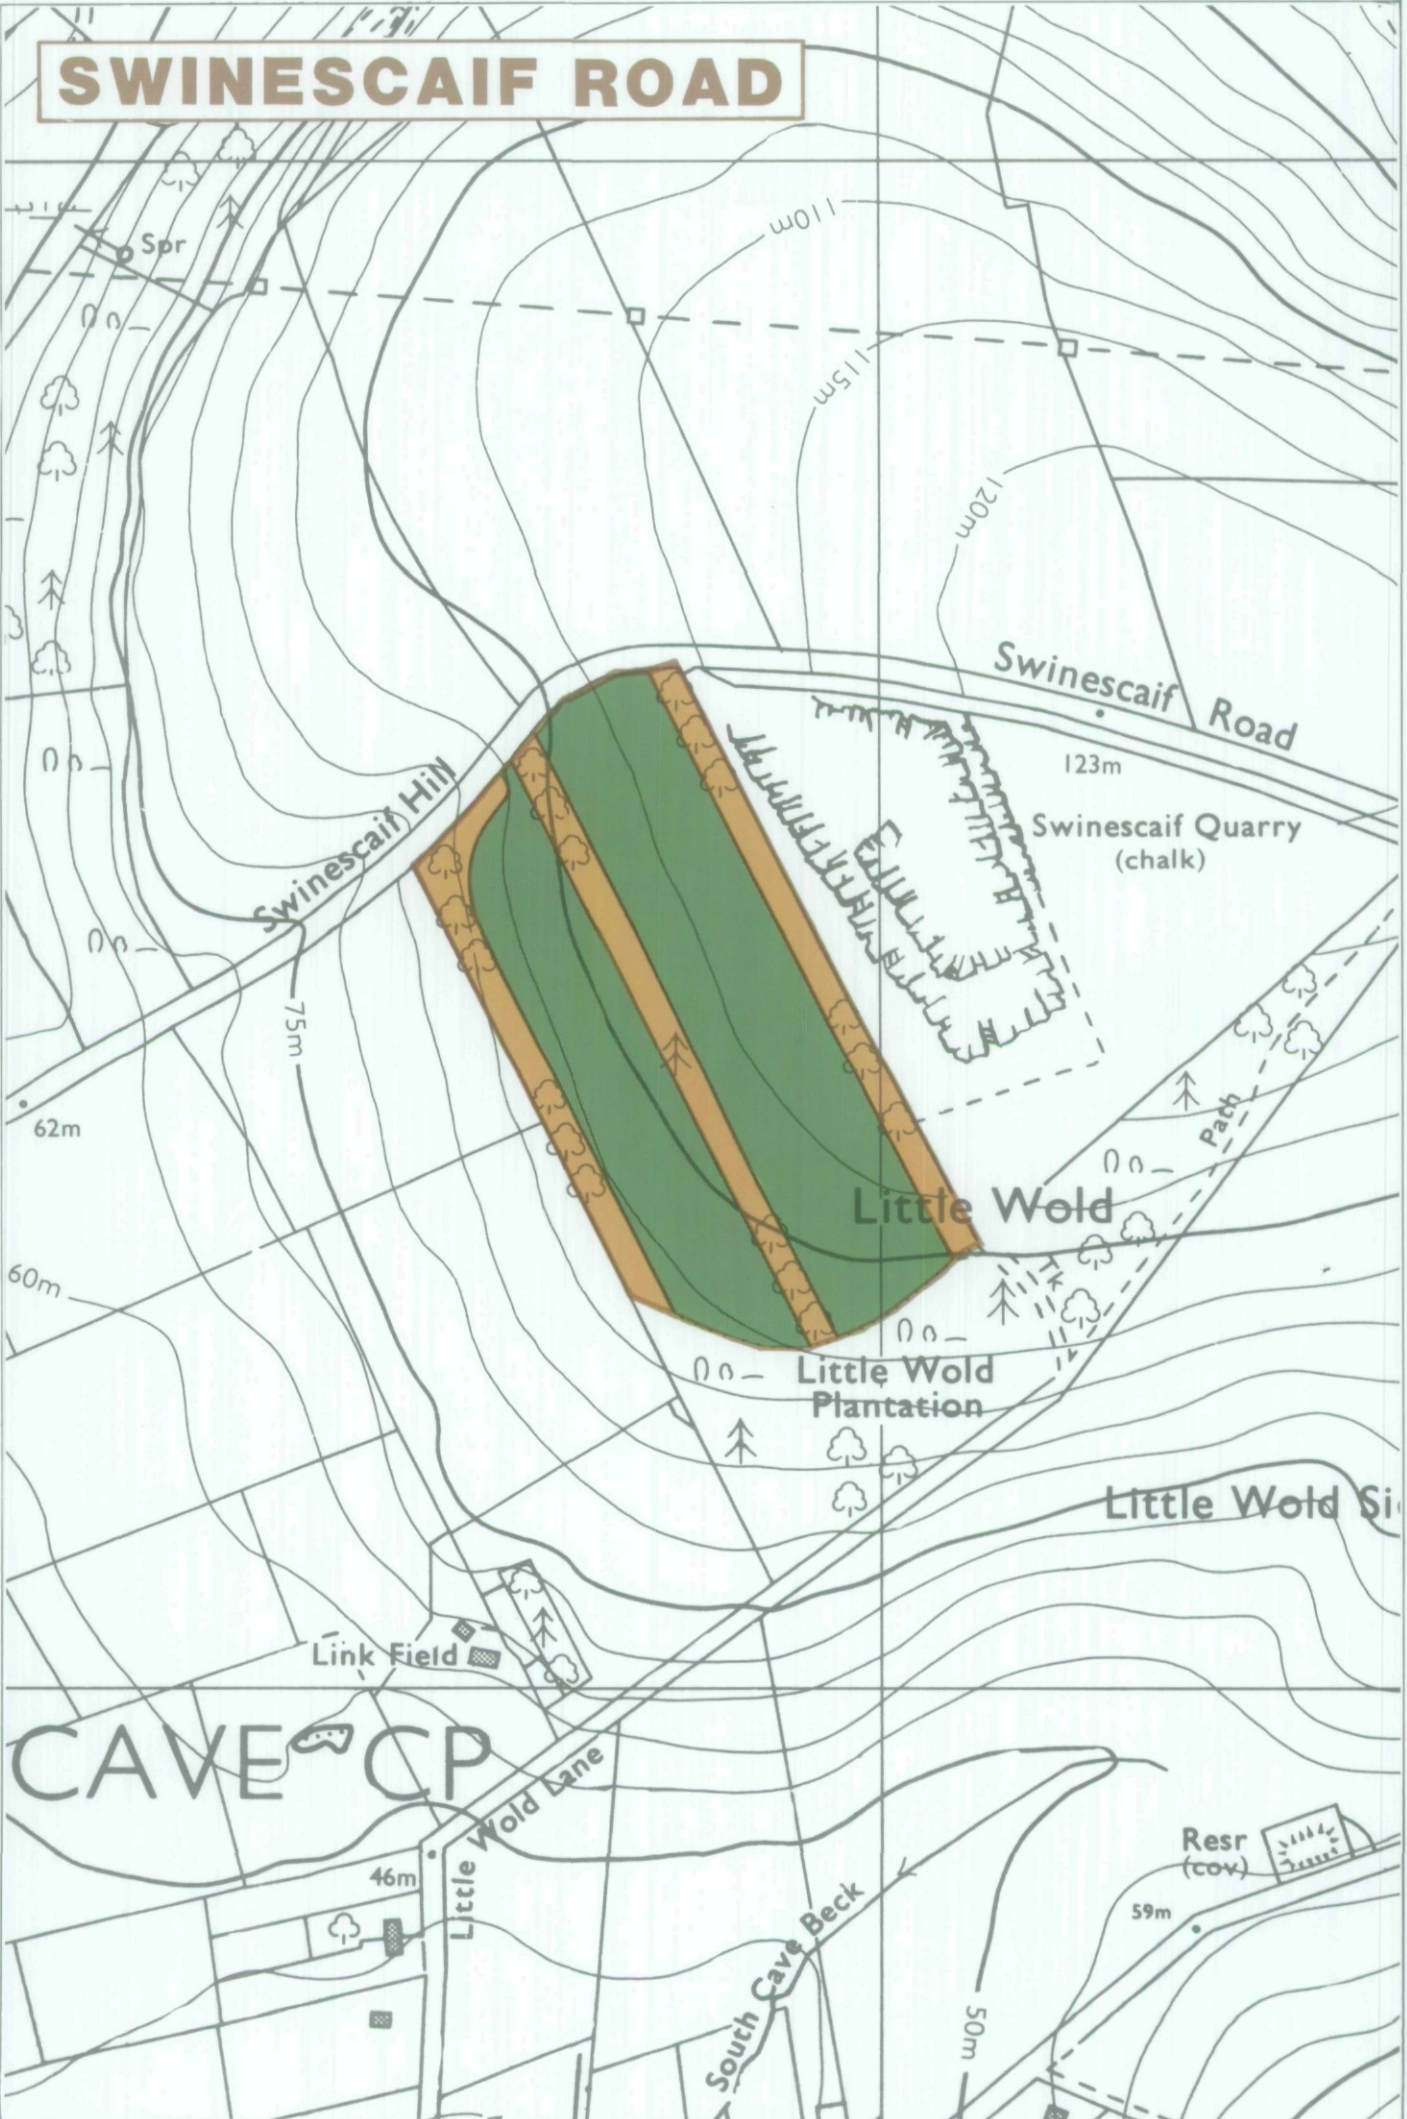 SWINESCAIF ROAD
110m
Spr
115m
120m
Swinescaif Road
123m
Swinescaif Hill
Swinescaif Quarry
(chalk)
75m
62m
Path
Little Wold
60m
Tk
Little Wold
Plantation
Little Wold Si
Link Field
CAVE CP
Little Wold Lane
Resr
(cov)
46m
59m
South Cave Beck
50m